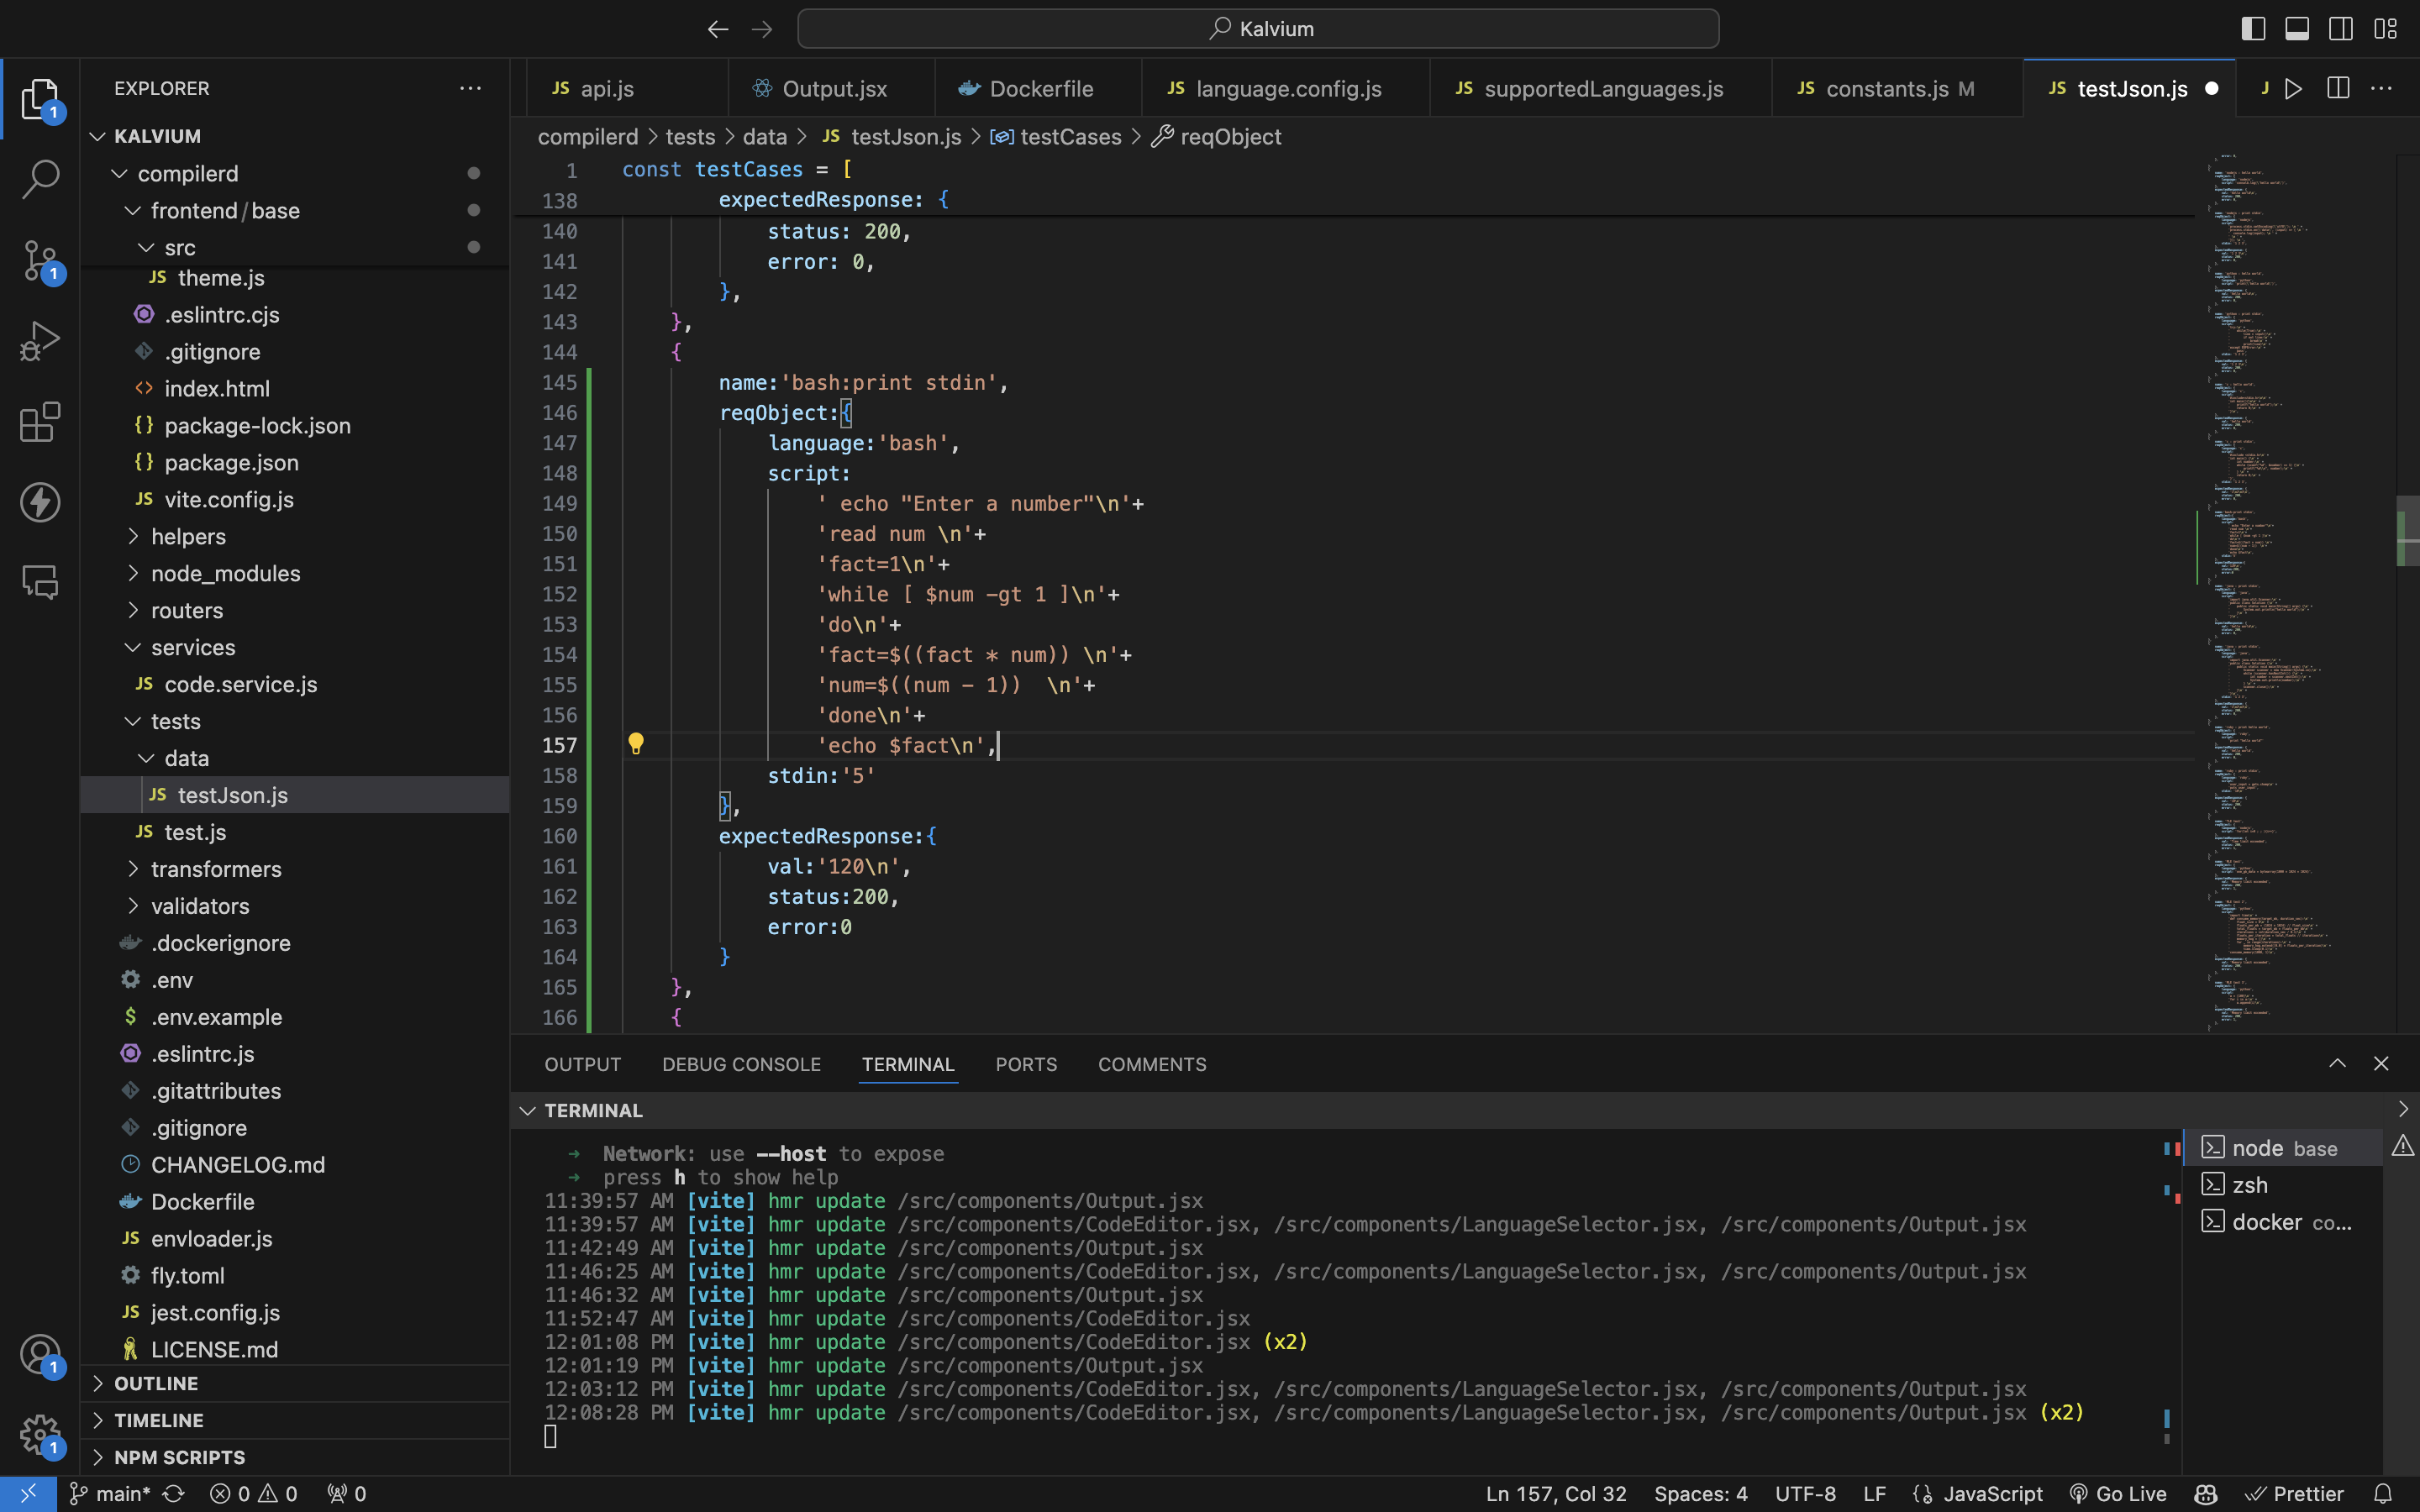 Kalvium
EXPLORER
KALVIUM
compilerd
frontend/base
src
JS theme.js
.eslintrc.cjs
.gitignore
<> index.html
{} package-lock.json
{} package.json
JS vite.config.js
helpers
node_modules
routers
services
JS code.service.js
tests
data
JS testJson.js
JS test.js
transformers
validators
.dockerignore
.env
$ .env.example
.eslintrc.js
.gitattributes
.gitignore
CHANGELOG.md
Dockerfile
JS envloader.js
fly.toml
JS jest.config.js
LICENSE.md
OUTLINE
TIMELINE
NPM SCRIPTS
1
1
1
1
JS api.js
Output.jsx
Dockerfile
JS language.config.js
JS supportedLanguages.js
JS constants.js M
JS testJson.js
J
compilerd > tests > data > JS testJson.js > testCases > reqObject
1 const testCases = [
138 expectedResponse: {
140 status: 200,
141 error: 0,
142 },
143 },
144 {
145 name:'bash:print stdin',
146 reqObject:{
147 language:'bash',
148 script:
149 ' echo "Enter a number"\n'+
150 'read num \n'+
151 'fact=1\n'+
152 'while [ $num -gt 1 ]\n'+
153 'do\n'+
154 'fact=$((fact * num)) \n'+
155 'num=$((num - 1))  \n'+
156 'done\n'+
157 'echo $fact\n',
158 stdin:'5'
159 },
160 expectedResponse:{
161 val:'120\n',
162 status:200,
163 error:0
164 }
165 },
166 {
OUTPUT DEBUG CONSOLE TERMINAL PORTS COMMENTS
TERMINAL
➜ Network: use --host to expose
➜ press h to show help
11:39:57 AM [vite] hmr update /src/components/Output.jsx
11:39:57 AM [vite] hmr update /src/components/CodeEditor.jsx, /src/components/LanguageSelector.jsx, /src/components/Output.jsx
11:42:49 AM [vite] hmr update /src/components/Output.jsx
11:46:25 AM [vite] hmr update /src/components/CodeEditor.jsx, /src/components/LanguageSelector.jsx, /src/components/Output.jsx
11:46:32 AM [vite] hmr update /src/components/Output.jsx
11:52:47 AM [vite] hmr update /src/components/CodeEditor.jsx
12:01:08 PM [vite] hmr update /src/components/CodeEditor.jsx (x2)
12:01:19 PM [vite] hmr update /src/components/Output.jsx
12:03:12 PM [vite] hmr update /src/components/CodeEditor.jsx, /src/components/LanguageSelector.jsx, /src/components/Output.jsx
12:08:28 PM [vite] hmr update /src/components/CodeEditor.jsx, /src/components/LanguageSelector.jsx, /src/components/Output.jsx (x2)
node base
zsh
docker co...
main* 0 0 0
Ln 157, Col 32 Spaces: 4 UTF-8 LF JavaScript Go Live Prettier